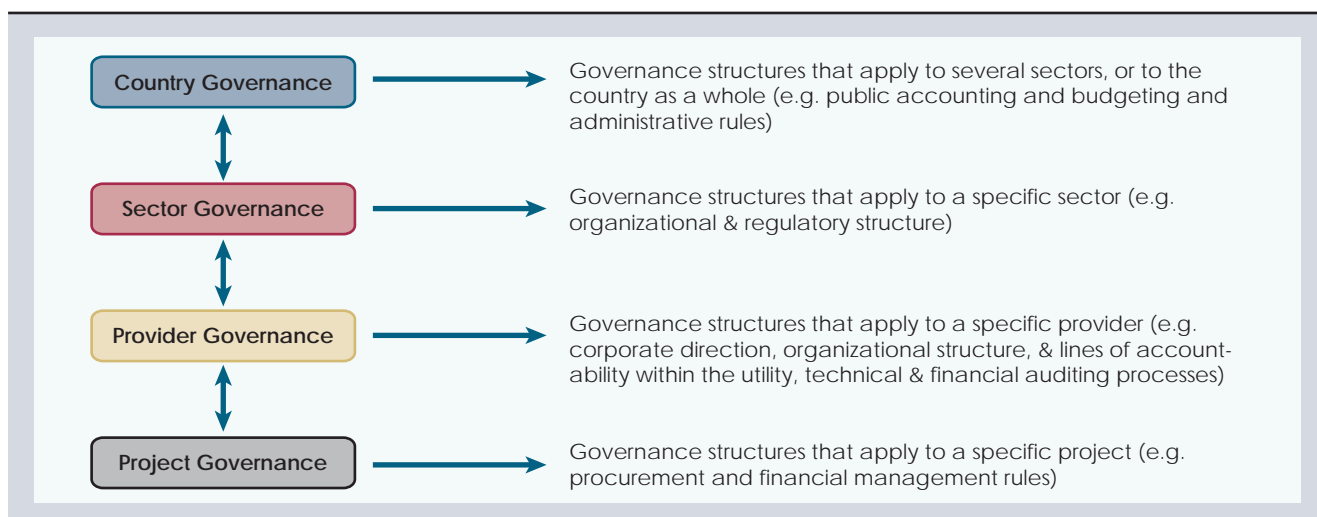 Country Governance
Governance structures that apply to several sectors, or to the
country as a whole (e.g. public accounting and budgeting and
administrative rules)
Sector Governance
Governance structures that apply to a specific sector (e.g.
organizational & regulatory structure)
Provider Governance
Governance structures that apply to a specific provider (e.g.
corporate direction, organizational structure, & lines of account-
ability within the utility, technical & financial auditing processes)
Project Governance
Governance structures that apply to a specific project (e.g.
procurement and financial management rules)